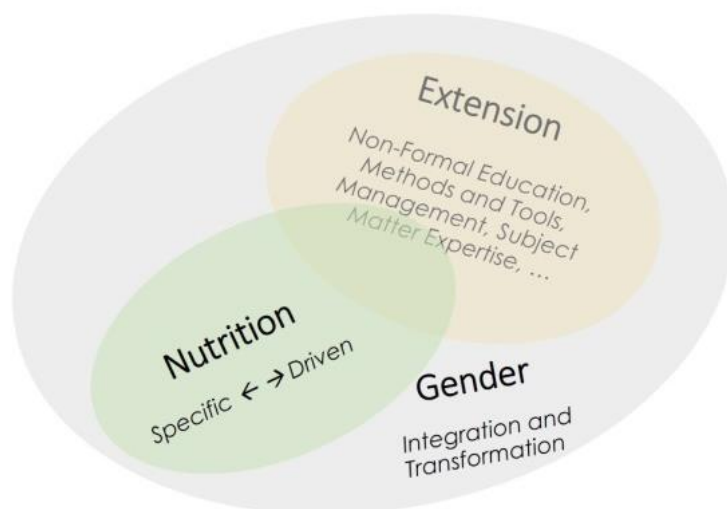 Extension
Non-Formal Education,
Methods and Tools,
Management, Subject
Matter Expertise, ...
Nutrition
Specific ← → Driven
Gender
Integration and
Transformation